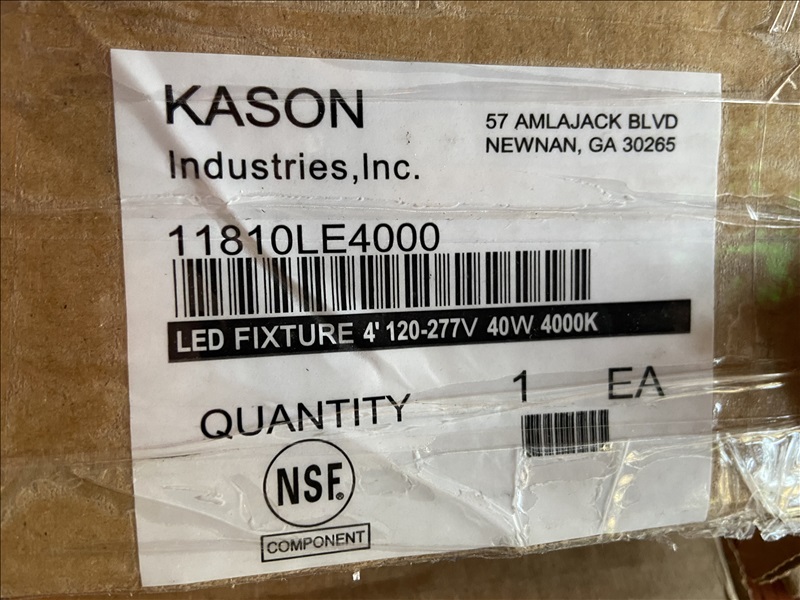 KASON
Industries,Inc.
57 AMLAJACK BLVD
NEWNAN, GA 30265
11810LE4000
LED FIXTURE 4' 120-277V 40W 4000K
QUANTITY 1 EA
NSF®
COMPONENT